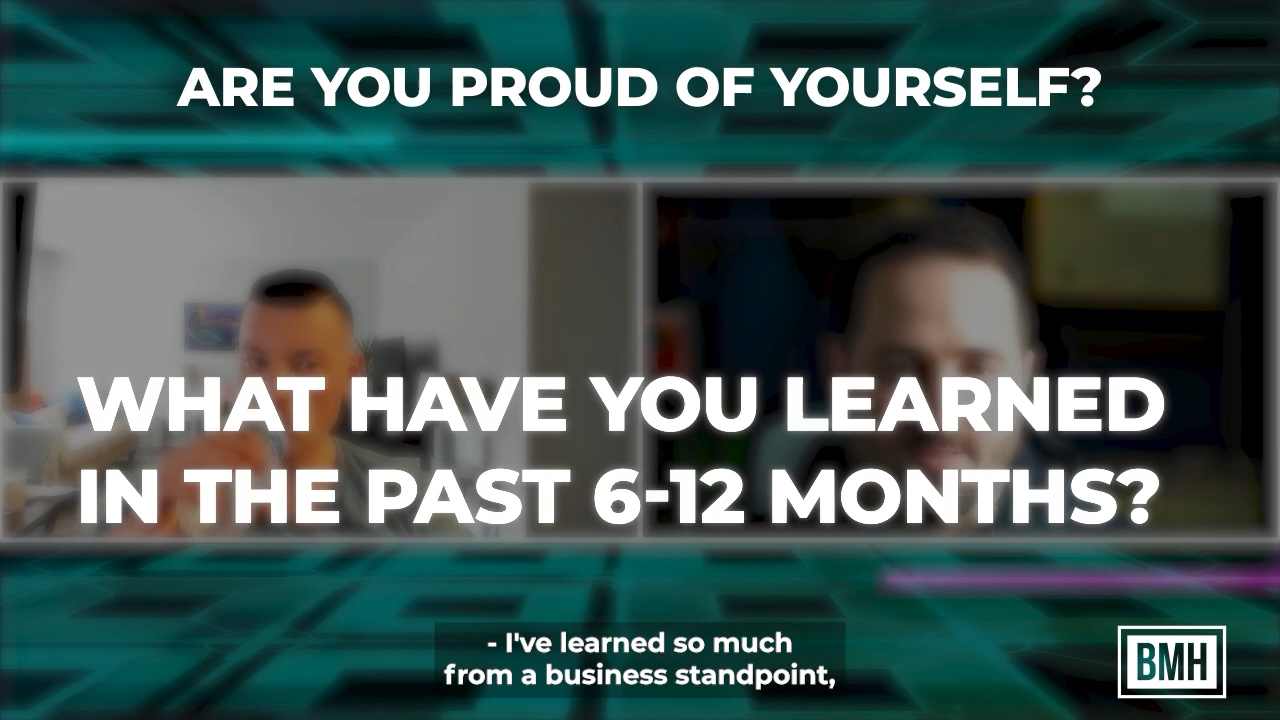 ARE YOU PROUD OF YOURSELF?
WHAT HAVE YOU LEARNED
IN THE PAST 6-12 MONTHS?
- I've learned so much
from a business standpoint,
BMH